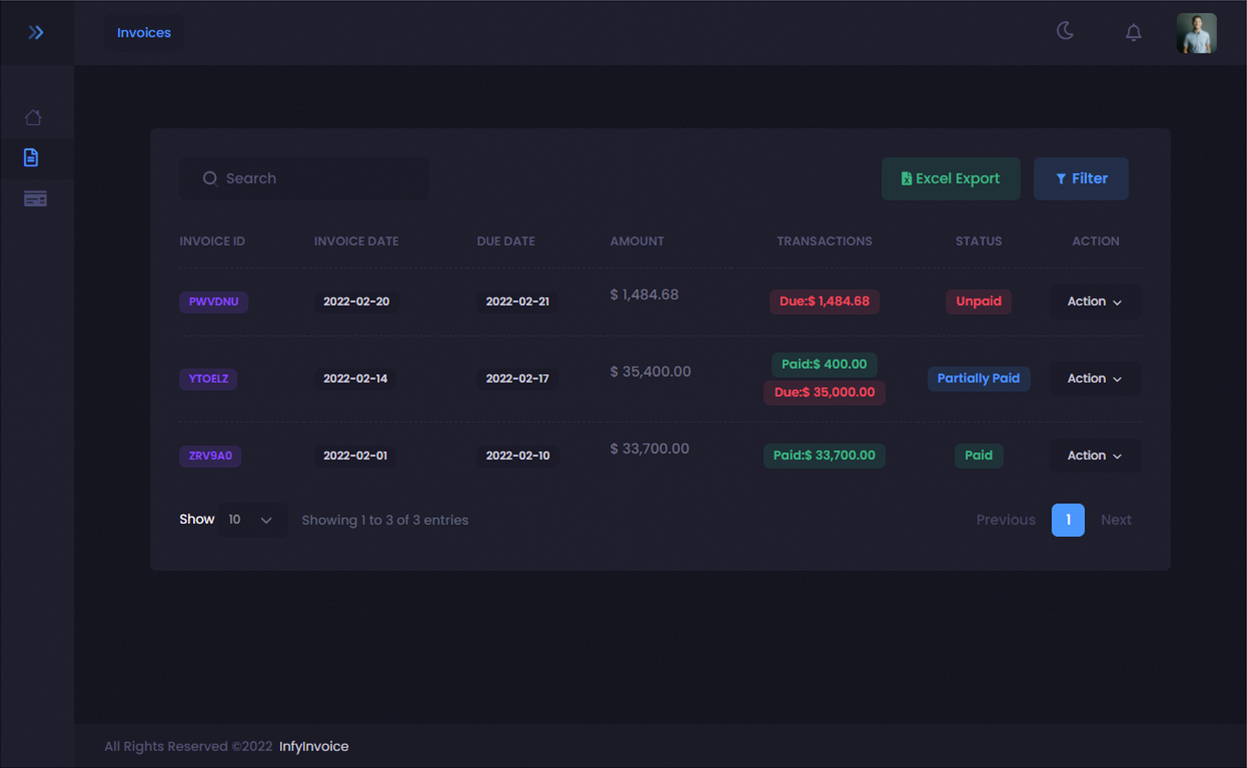 Invoices
Search
Excel Export
Filter
INVOICE ID INVOICE DATE DUE DATE AMOUNT TRANSACTIONS STATUS ACTION
PWVDNU 2022-02-20 2022-02-21 $ 1,484.68 Due:$ 1,484.68 Unpaid Action
YTOELZ 2022-02-14 2022-02-17 $ 35,400.00 Paid:$ 400.00 Partially Paid Action
Due:$ 35,000.00
ZRV9A0 2022-02-01 2022-02-10 $ 33,700.00 Paid:$ 33,700.00 Paid Action
Show 10 Showing 1 to 3 of 3 entries Previous 1 Next
All Rights Reserved ©2022 InfyInvoice